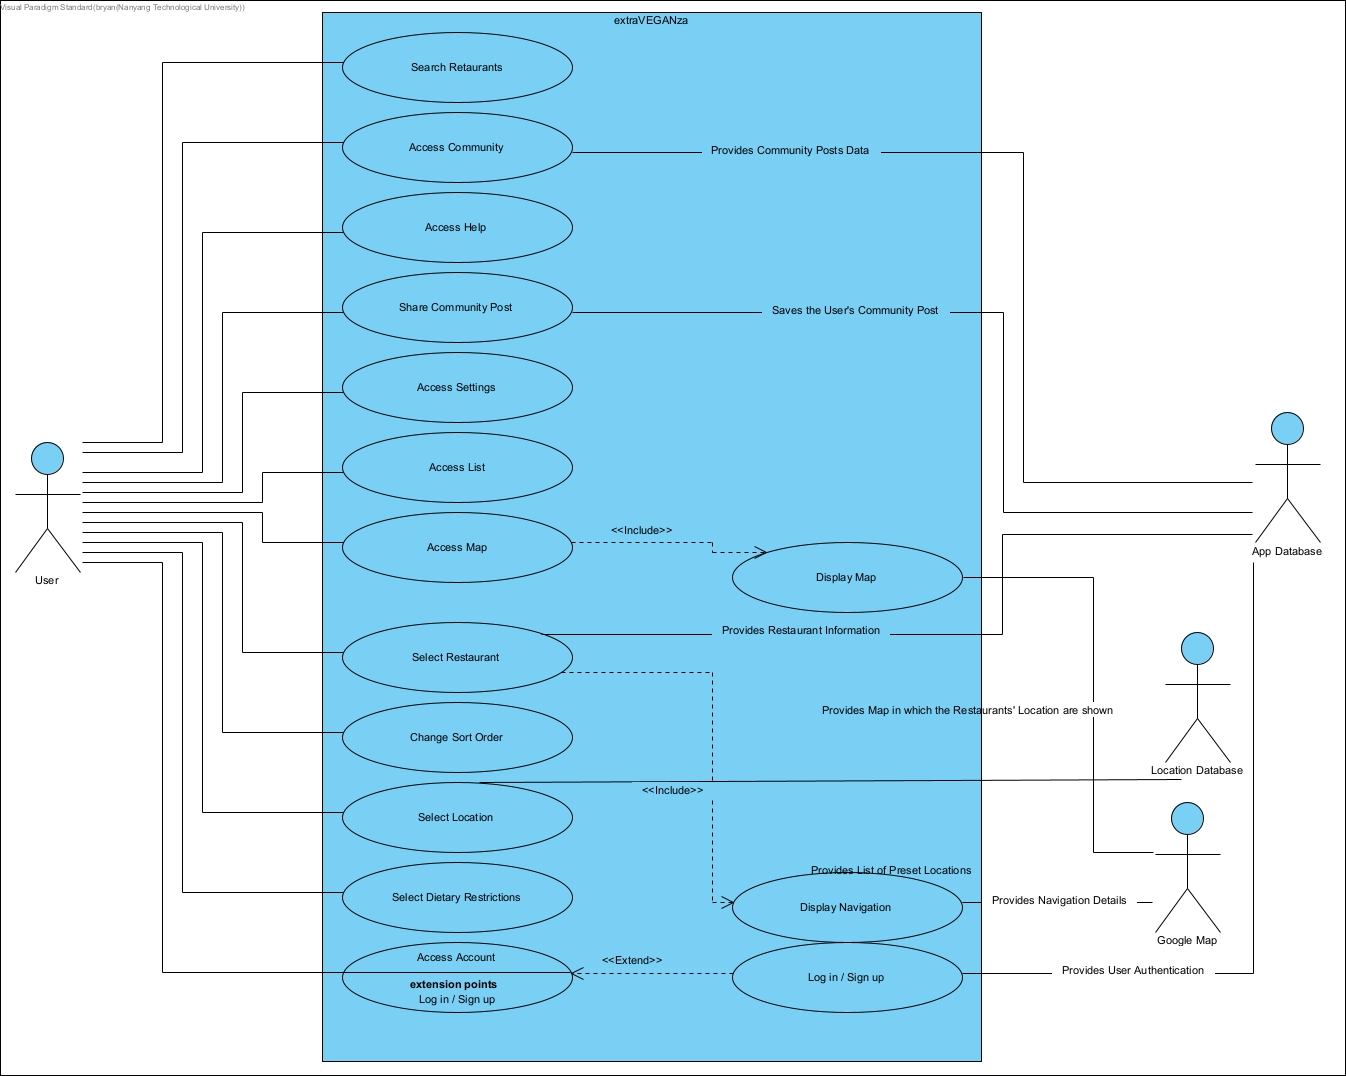 Visual Paradigm Standard(bryan(Nanyang Technological University))
extraVEGANza
Search Retaurants
Access Community
Provides Community Posts Data
Access Help
Share Community Post
Saves the User's Community Post
Access Settings
Access List
<<Include>>
Access Map
Display Map
App Database
User
Provides Restaurant Information
Select Restaurant
Provides Map in which the Restaurants' Location are shown
Change Sort Order
Location Database
<<Include>>
Select Location
Provides List of Preset Locations
Select Dietary Restrictions
Display Navigation
Provides Navigation Details
Google Map
Access Account
<<Extend>>
Log in / Sign up
Provides User Authentication
extension points
Log in / Sign up